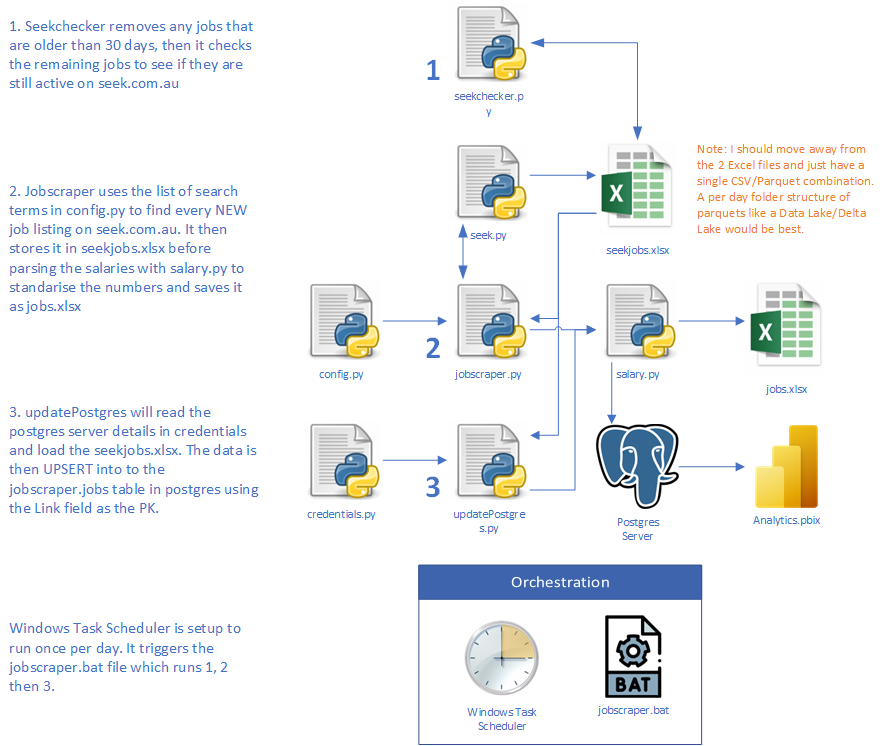 1. Seekchecker removes any jobs that
are older than 30 days, then it checks
the remaining jobs to see if they are
still active on seek.com.au
1
seekchecker.p
y
Note: I should move away from
the 2 Excel files and just have a
single CSV/Parquet combination.
A per day folder structure of
parquets like a Data Lake/Delta
Lake would be best.
2. Jobscraper uses the list of search
terms in config.py to find every NEW
job listing on seek.com.au. It then
stores it in seekjobs.xlsx before
parsing the salaries with salary.py to
standarise the numbers and saves it
as jobs.xlsx
seek.py
X
seekjobs.xlsx
config.py
2
jobscraper.py
salary.py
X
jobs.xlsx
3. updatePostgres will read the
postgres server details in credentials
and load the seekjobs.xlsx. The data is
then UPSERT into to the
jobscraper.jobs table in postgres using
the Link field as the PK.
credentials.py
3
updatePostgre
s.py
Postgres
Server
Analytics.pbix
Orchestration
Windows Task Scheduler is setup to
run once per day. It triggers the
jobscraper.bat file which runs 1, 2
then 3.
Windows Task
Scheduler
BAT
jobscraper.bat